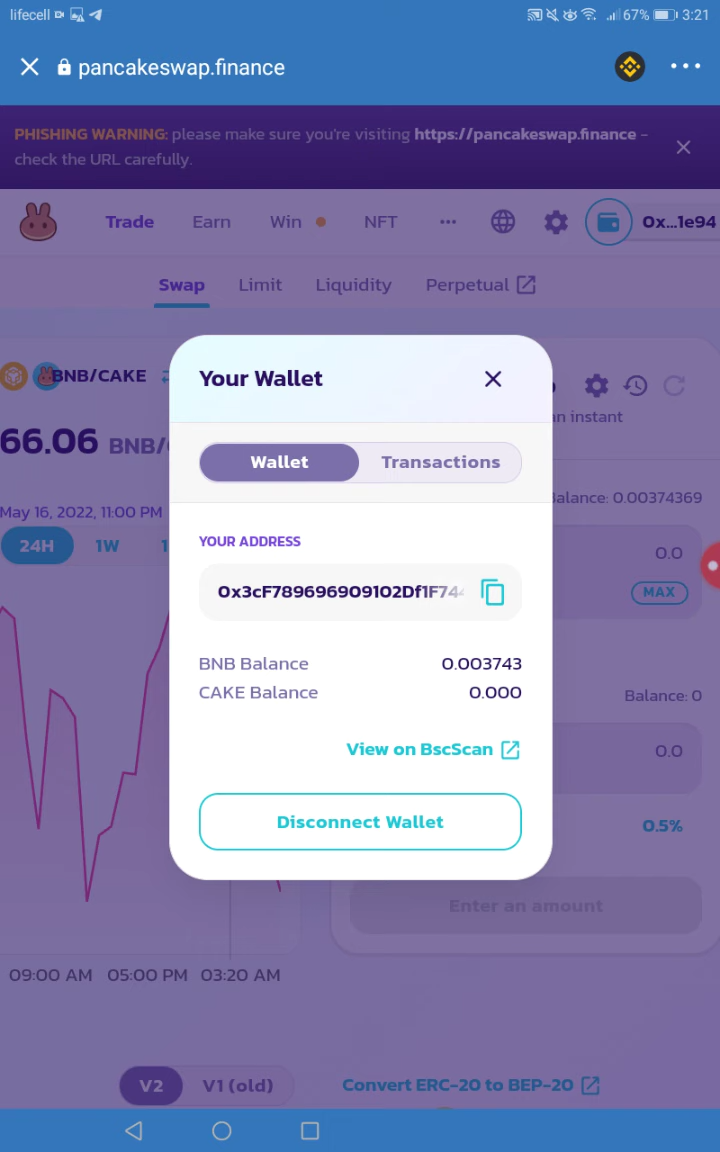 lifecell
67% 3:21
pancakeswap.finance
PHISHING WARNING: please make sure you're visiting https://pancakeswap.finance -
check the URL carefully.
Trade Earn Win NFT 0x...1e94
Swap Limit Liquidity Perpetual
BNB/CAKE
Your Wallet
an instant
66.06 BNB/
Wallet Transactions
Balance: 0.00374369
May 16, 2022, 11:00 PM
24H 1W 1
YOUR ADDRESS
0.0
0x3cF789696909102Df1F744
MAX
BNB Balance 0.003743
CAKE Balance 0.000
Balance: 0
View on BscScan
0.0
Disconnect Wallet
0.5%
Enter an amount
09:00 AM 05:00 PM 03:20 AM
V2 V1 (old) Convert ERC-20 to BEP-20